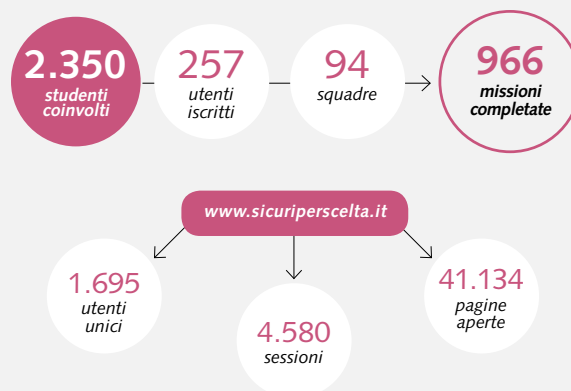 2.350
studenti
coinvolti
257
utenti
iscritti
94
squadre
966
missioni
completate
www.sicuriperscelta.it
1.695
utenti
unici
4.580
sessioni
41.134
pagine
aperte